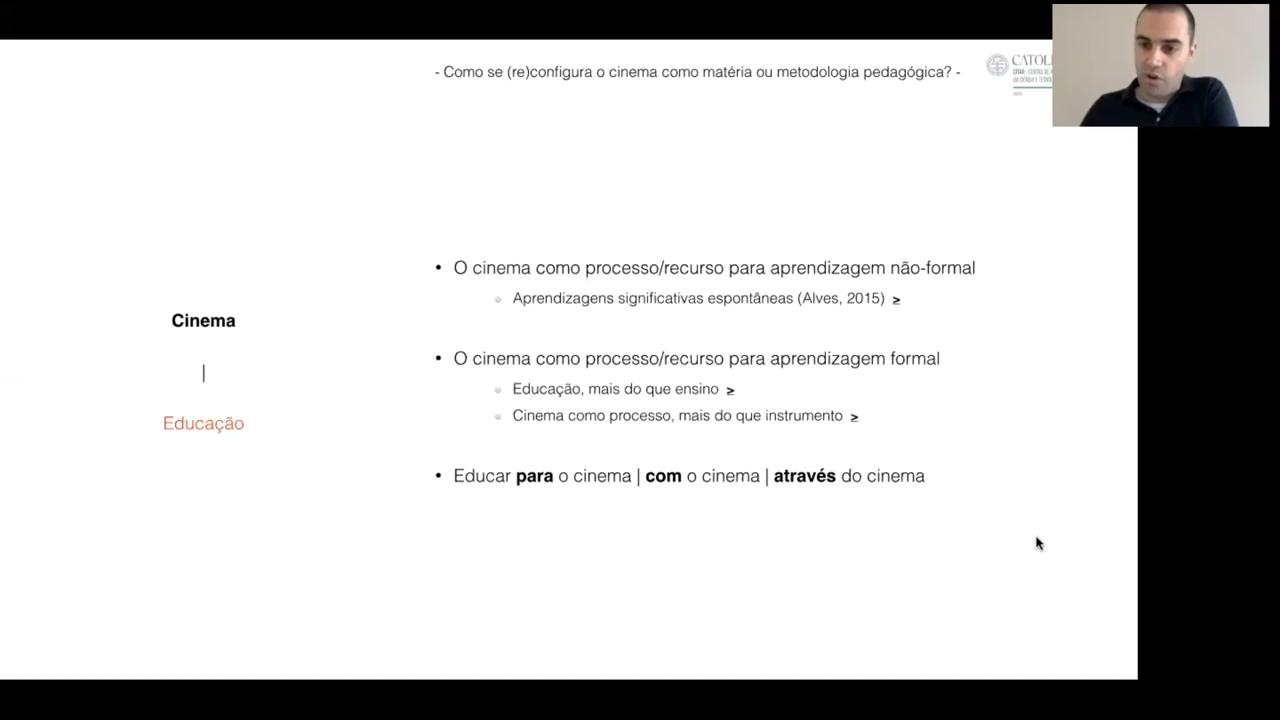 - Como se (re)configura o cinema como matéria ou metodologia pedagógica? -
Cinema
|
Educação
• O cinema como processo/recurso para aprendizagem não-formal
Aprendizagens significativas espontâneas (Alves, 2015) ≥
• O cinema como processo/recurso para aprendizagem formal
Educação, mais do que ensino ≥
Cinema como processo, mais do que instrumento ≥
• Educar para o cinema | com o cinema | através do cinema